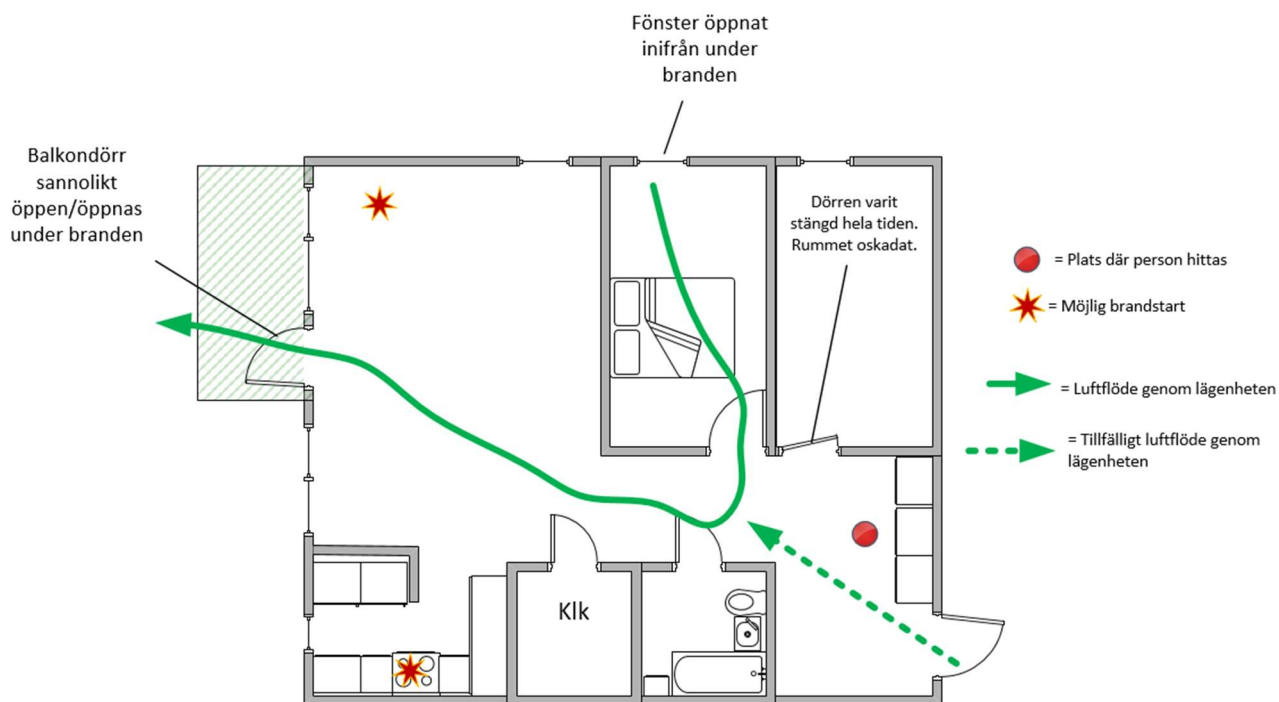 Fönster öppnat
inifrån under
branden
Balkondörr
sannolikt
öppen/öppnas
under branden
Dörren varit
stängd hela tiden.
Rummet oskadat.
= Plats där person hittas
= Möjlig brandstart
= Luftflöde genom lägenheten
= Tillfälligt luftflöde genom
lägenheten
Klk